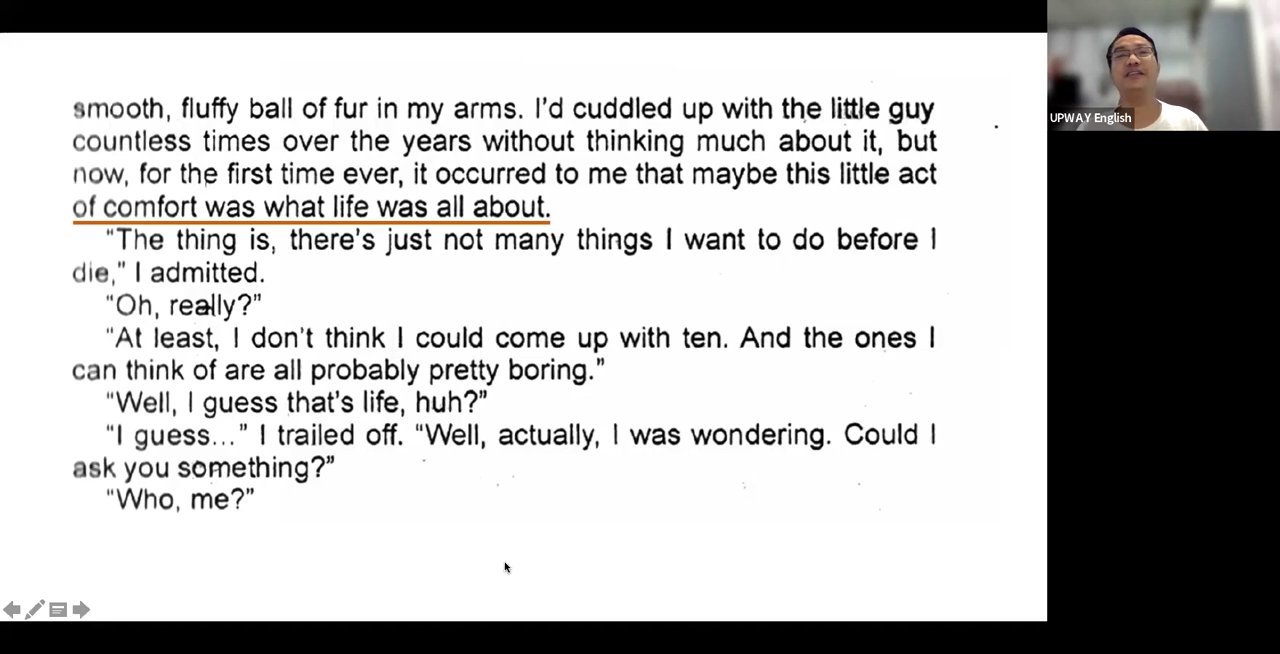 smooth, fluffy ball of fur in my arms. I'd cuddled up with the little guy
countless times over the years without thinking much about it, but
now, for the first time ever, it occurred to me that maybe this little act
of comfort was what life was all about.
“The thing is, there's just not many things I want to do before I
die,” I admitted.
“Oh, really?”
“At least, I don't think I could come up with ten. And the ones I
can think of are all probably pretty boring.”
“Well, I guess that's life, huh?”
“I guess...” I trailed off. “Well, actually, I was wondering. Could I
ask you something?”
“Who, me?”
UPWAY English